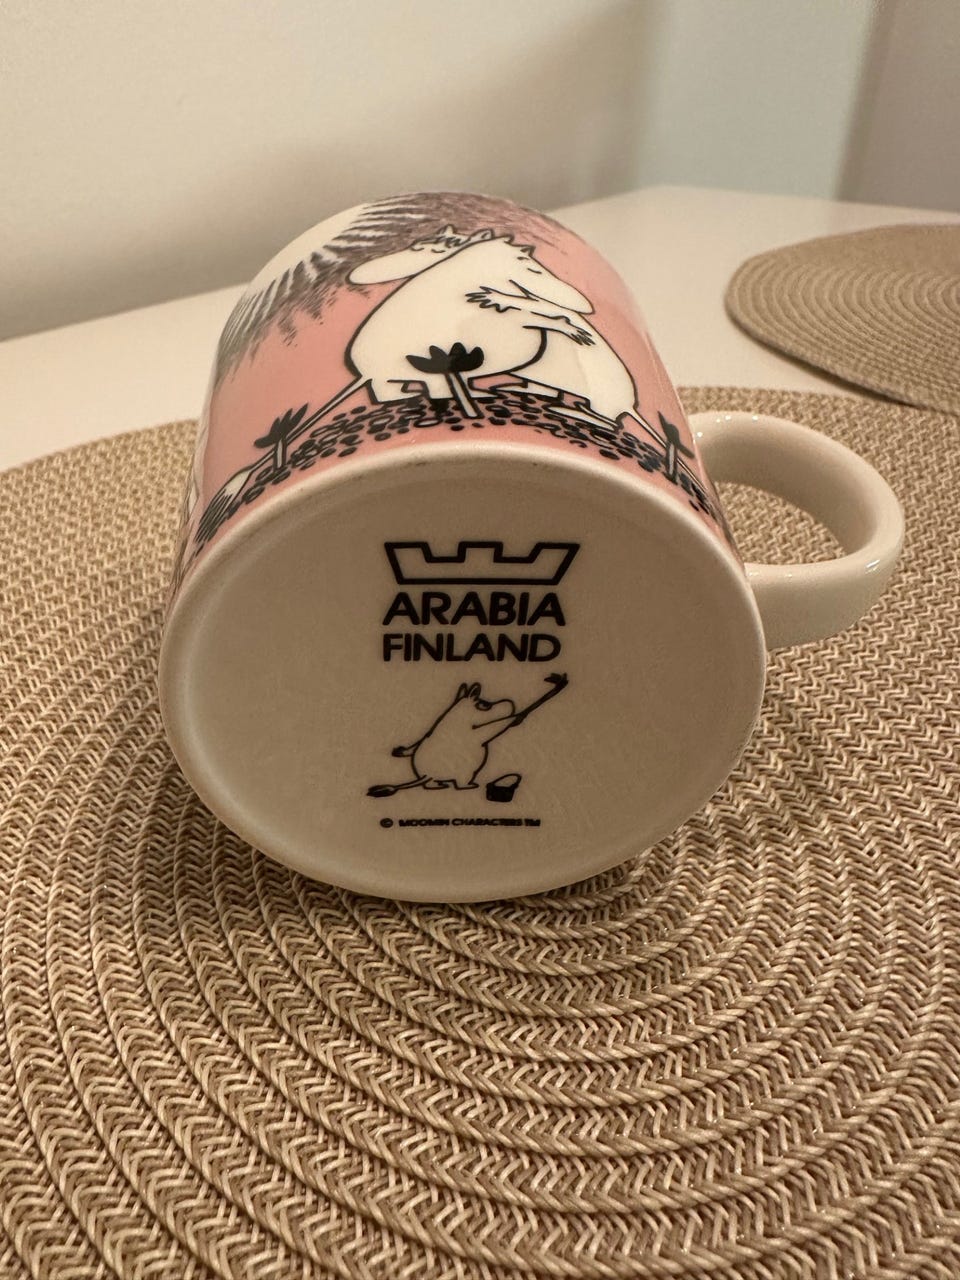 ARABIA
FINLAND
© MOOMIN CHARACTERS ™